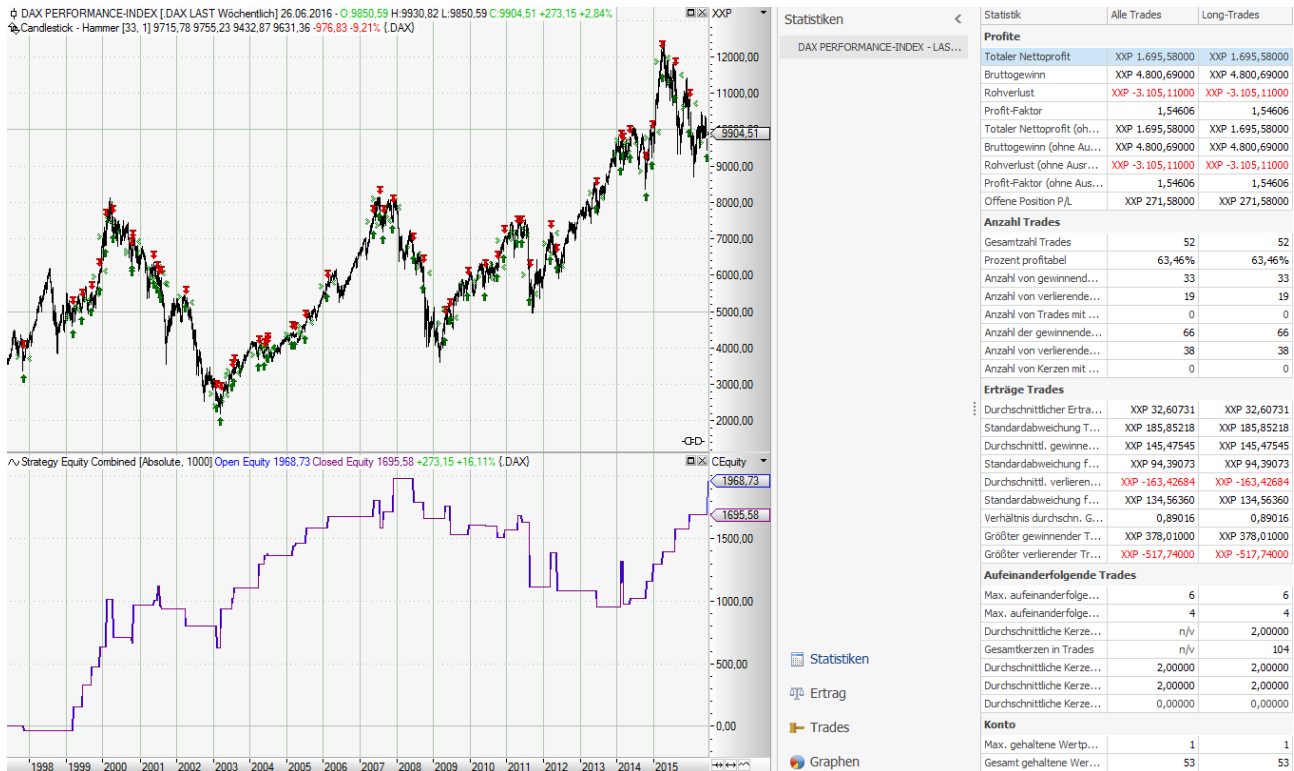 DAX PERFORMANCE-INDEX [.DAX LAST Wöchentlich] 26.06.2016 - O:9850,59 H:9930,82 L:9850,59 C:9904,51 +273,15 +2,84%
XXP
Candlestick - Hammer [33, 1] 9715,78 9755,23 9432,87 9631,36 -976,83 -9,21% {.DAX}
12000,00
11000,00
9904,51
9000,00
8000,00
7000,00
6000,00
5000,00
4000,00
3000,00
2000,00
Strategy Equity Combined [Absolute, 1000] Open Equity 1968,73 Closed Equity 1695,58 +273,15 +16,11% {.DAX}
CEquity
1968,73
1695,58
1500,00
1000,00
500,00
0,00
1998 1999 2000 2001 2002 2003 2004 2005 2006 2007 2008 2009 2010 2011 2012 2013 2014 2015
Statistiken
DAX PERFORMANCE-INDEX - LAS...
Statistiken
Ertrag
Trades
Graphen
Statistik Alle Trades Long-Trades
Profite
Totaler Nettoprofit XXP 1.695,58000 XXP 1.695,58000
Bruttogewinn XXP 4.800,69000 XXP 4.800,69000
Rohverlust XXP -3.105,11000 XXP -3.105,11000
Profit-Faktor 1,54606 1,54606
Totaler Nettoprofit (oh... XXP 1.695,58000 XXP 1.695,58000
Bruttogewinn (ohne Au... XXP 4.800,69000 XXP 4.800,69000
Rohverlust (ohne Ausr... XXP -3.105,11000 XXP -3.105,11000
Profit-Faktor (ohne Aus... 1,54606 1,54606
Offene Position P/L XXP 271,58000 XXP 271,58000
Anzahl Trades
Gesamtzahl Trades 52 52
Prozent profitabel 63,46% 63,46%
Anzahl von gewinnend... 33 33
Anzahl von verlierende... 19 19
Anzahl von Trades mit ... 0 0
Anzahl der gewinnende... 66 66
Anzahl von verlierende... 38 38
Anzahl von Kerzen mit ... 0 0
Erträge Trades
Durchschnittlicher Ertra... XXP 32,60731 XXP 32,60731
Standardabweichung T... XXP 185,85218 XXP 185,85218
Durchschnittl. gewinne... XXP 145,47545 XXP 145,47545
Standardabweichung f... XXP 94,39073 XXP 94,39073
Durchschnittl. verlieren... XXP -163,42684 XXP -163,42684
Standardabweichung f... XXP 134,56360 XXP 134,56360
Verhältnis durchschn. G... 0,89016 0,89016
Größter gewinnender T... XXP 378,01000 XXP 378,01000
Größter verlierender Tr... XXP -517,74000 XXP -517,74000
Aufeinanderfolgende Trades
Max. aufeinanderfolge... 6 6
Max. aufeinanderfolge... 4 4
Durchschnittliche Kerze... n/v 2,00000
Gesamtkerzen in Trades n/v 104
Durchschnittliche Kerze... 2,00000 2,00000
Durchschnittliche Kerze... 2,00000 2,00000
Durchschnittliche Kerze... 0,00000 0,00000
Konto
Max. gehaltene Wertp... 1 1
Gesamt gehaltene Wer... 53 53